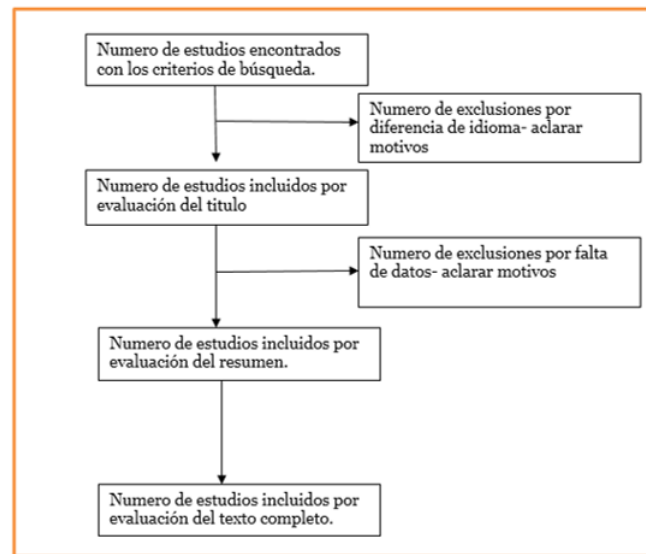 Numero de estudios encontrados
con los criterios de búsqueda.
Numero de exclusiones por
diferencia de idioma- aclarar
motivos
Numero de estudios incluidos por
evaluación del titulo
Numero de exclusiones por falta
de datos- aclarar motivos
Numero de estudios incluidos por
evaluación del resumen.
Numero de estudios incluidos por
evaluación del texto completo.